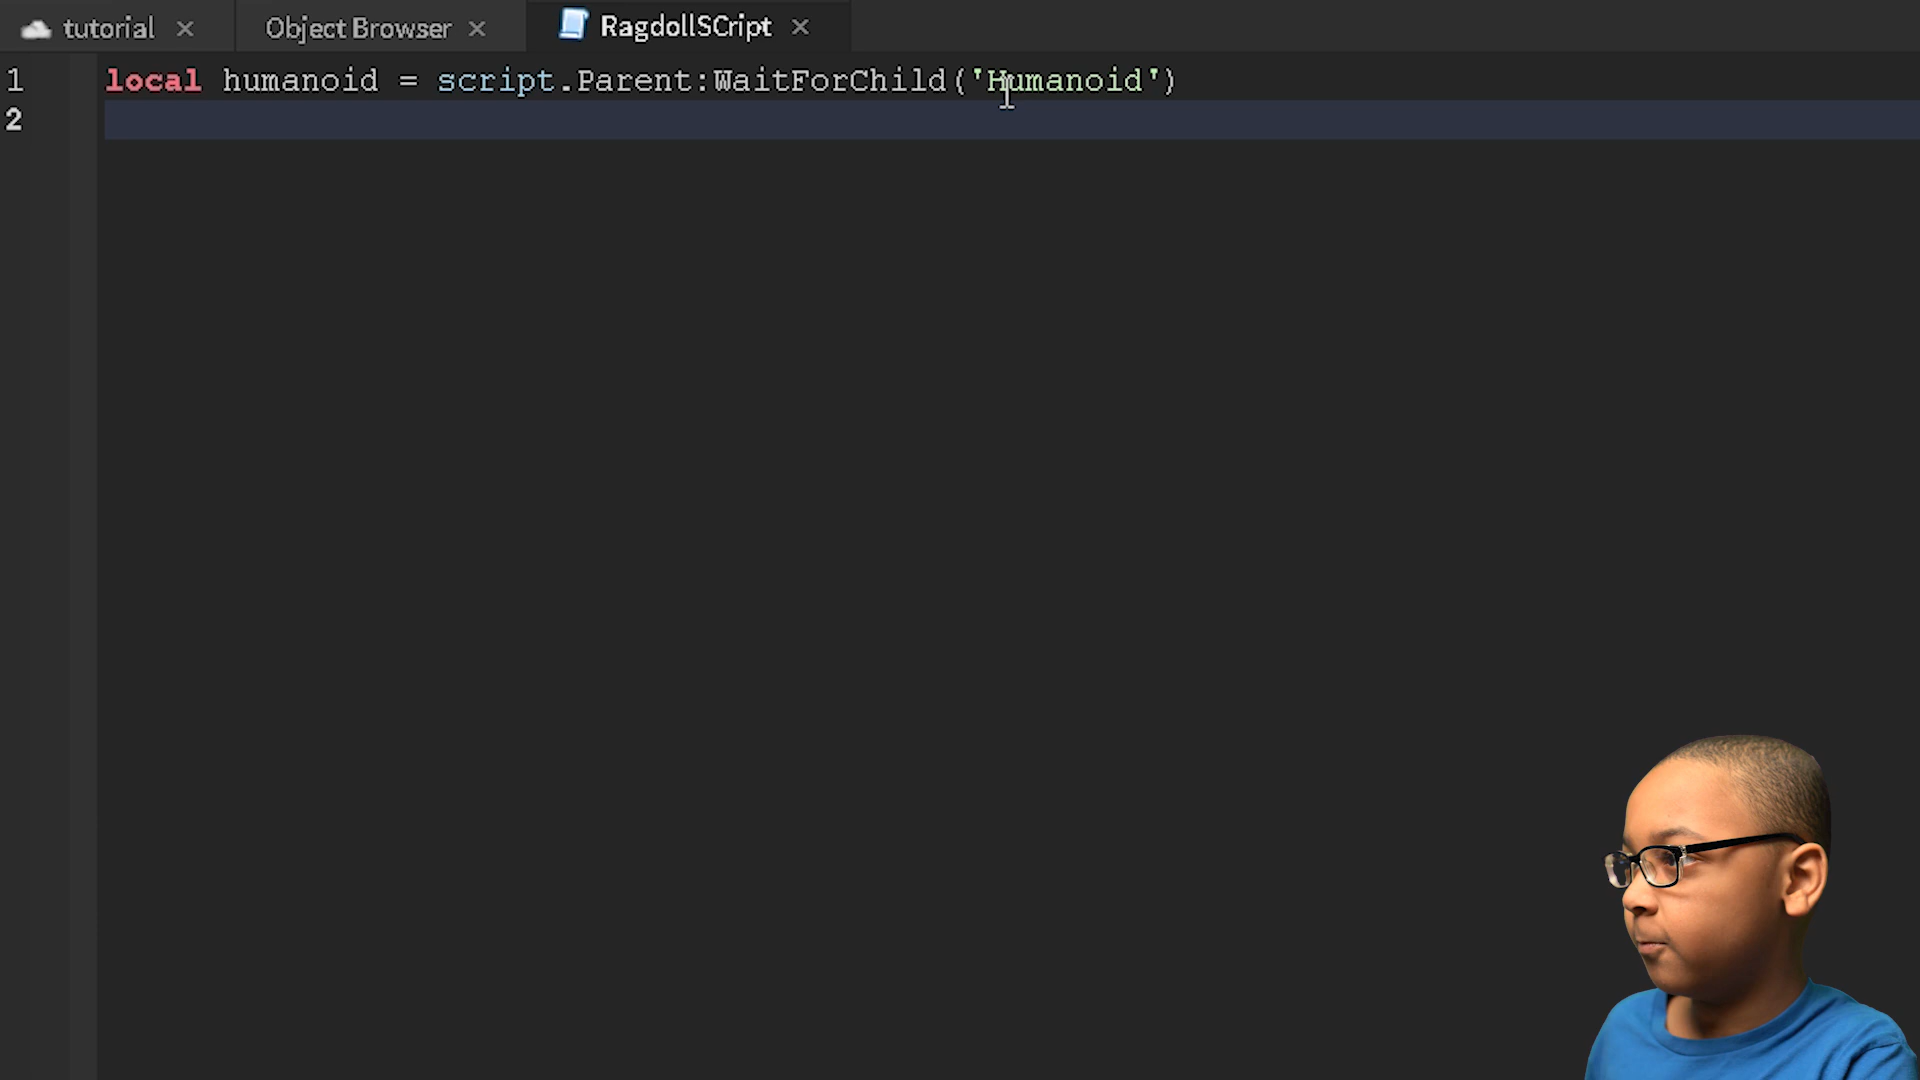 tutorial
Object Browser
RagdollSCript
1 local humanoid = script.Parent:WaitForChild('Humanoid')
2